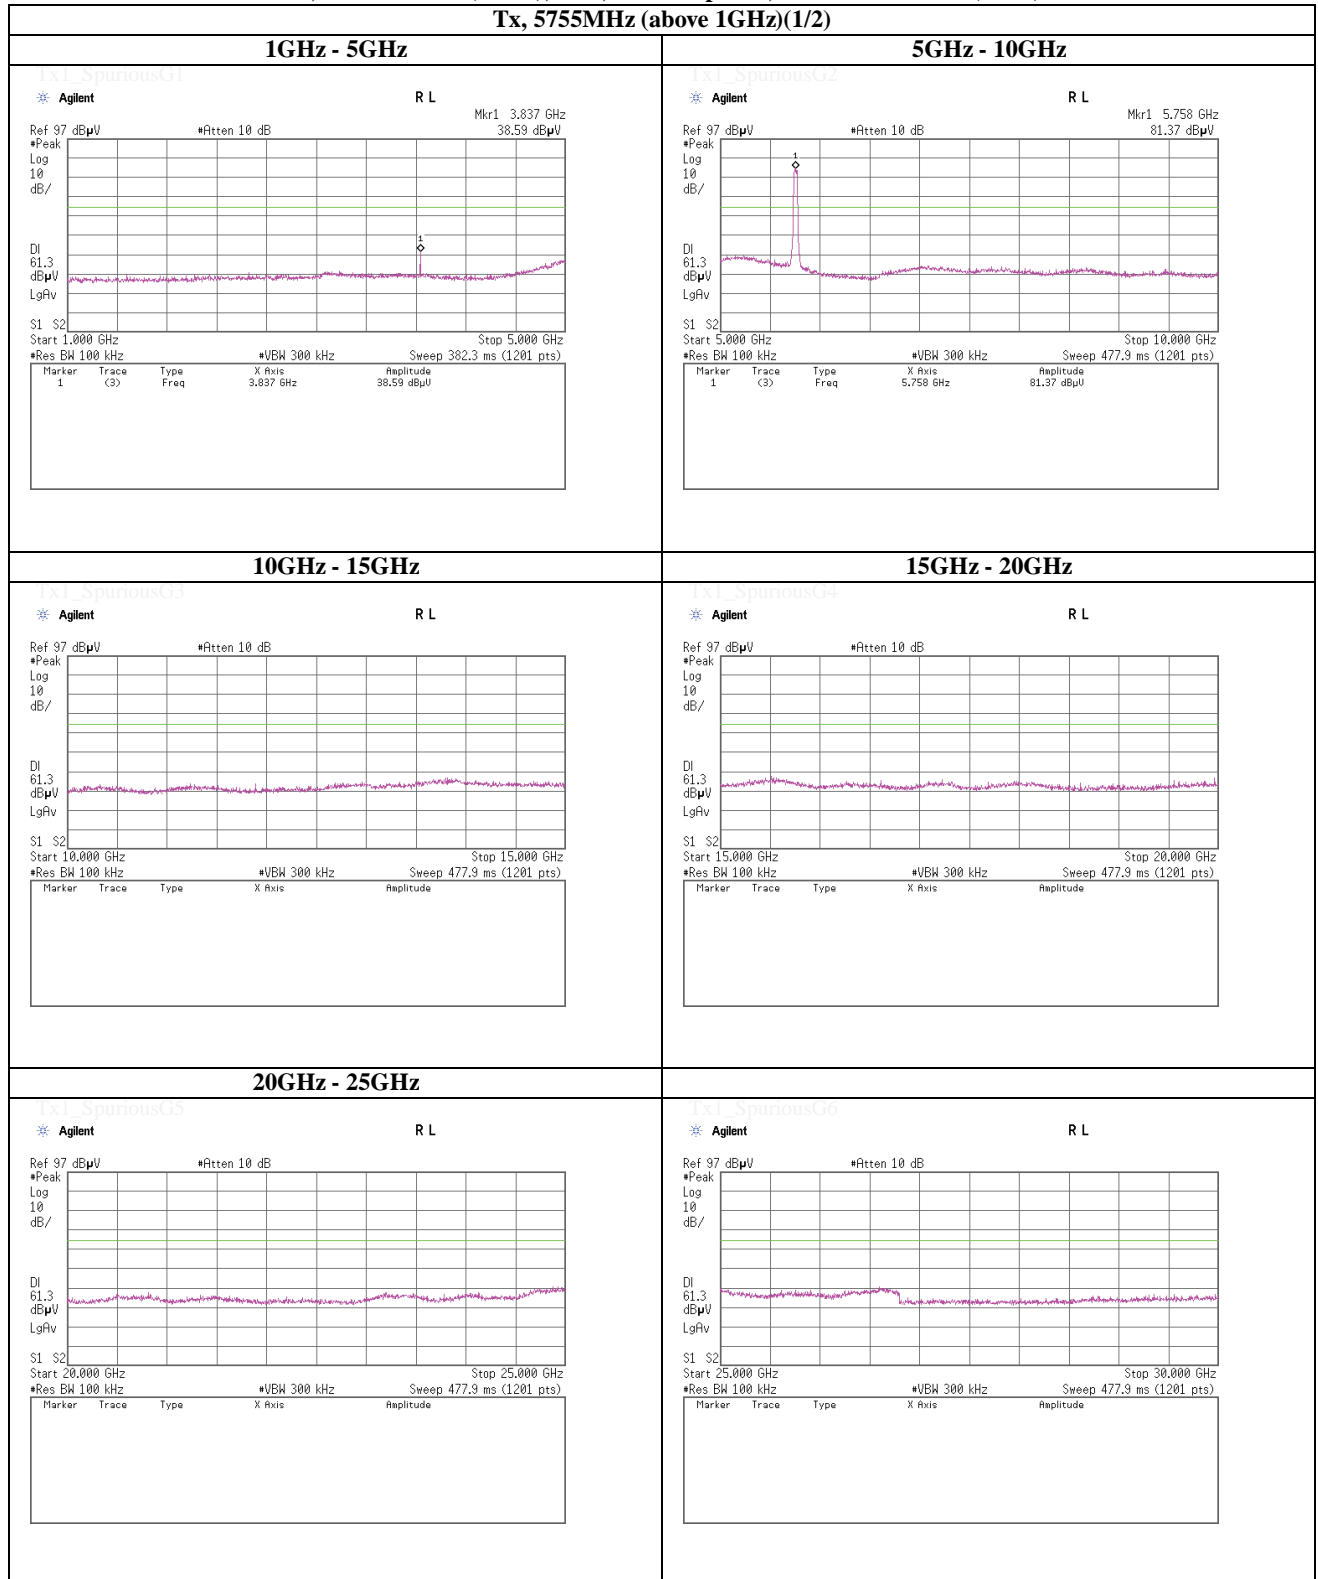 Tx, 5755MHz (above 1GHz)(1/2)
1GHz - 5GHz
5GHz - 10GHz
Tx1_SpuriousG1
Agilent
R L
Mkr1 3.837 GHz
Ref 97 dBµV
#Atten 10 dB
38.59 dBµV
#Peak
Log
10
dB/
1
DI
61.3
dBµV
LgAv
S1 S2
Start 1.000 GHz
Stop 5.000 GHz
#Res BW 100 kHz
#VBW 300 kHz
Sweep 382.3 ms (1201 pts)
Marker Trace Type X Axis Amplitude
1 (3) Freq 3.837 GHz 38.59 dBµV
Tx1_SpuriousG2
Agilent
R L
Mkr1 5.758 GHz
Ref 97 dBµV
#Atten 10 dB
81.37 dBµV
#Peak
Log
10
dB/
1
DI
61.3
dBµV
LgAv
S1 S2
Start 5.000 GHz
Stop 10.000 GHz
#Res BW 100 kHz
#VBW 300 kHz
Sweep 477.9 ms (1201 pts)
Marker Trace Type X Axis Amplitude
1 (3) Freq 5.758 GHz 81.37 dBµV
10GHz - 15GHz
15GHz - 20GHz
Tx1_SpuriousG3
Agilent
R L
Ref 97 dBµV
#Atten 10 dB
#Peak
Log
10
dB/
DI
61.3
dBµV
LgAv
S1 S2
Start 10.000 GHz
Stop 15.000 GHz
#Res BW 100 kHz
#VBW 300 kHz
Sweep 477.9 ms (1201 pts)
Marker Trace Type X Axis Amplitude
Tx1_SpuriousG4
Agilent
R L
Ref 97 dBµV
#Atten 10 dB
#Peak
Log
10
dB/
DI
61.3
dBµV
LgAv
S1 S2
Start 15.000 GHz
Stop 20.000 GHz
#Res BW 100 kHz
#VBW 300 kHz
Sweep 477.9 ms (1201 pts)
Marker Trace Type X Axis Amplitude
20GHz - 25GHz
Tx1_SpuriousG5
Agilent
R L
Ref 97 dBµV
#Atten 10 dB
#Peak
Log
10
dB/
DI
61.3
dBµV
LgAv
S1 S2
Start 20.000 GHz
Stop 25.000 GHz
#Res BW 100 kHz
#VBW 300 kHz
Sweep 477.9 ms (1201 pts)
Marker Trace Type X Axis Amplitude
Tx1_SpuriousG6
Agilent
R L
Ref 97 dBµV
#Atten 10 dB
#Peak
Log
10
dB/
DI
61.3
dBµV
LgAv
S1 S2
Start 25.000 GHz
Stop 30.000 GHz
#Res BW 100 kHz
#VBW 300 kHz
Sweep 477.9 ms (1201 pts)
Marker Trace Type X Axis Amplitude